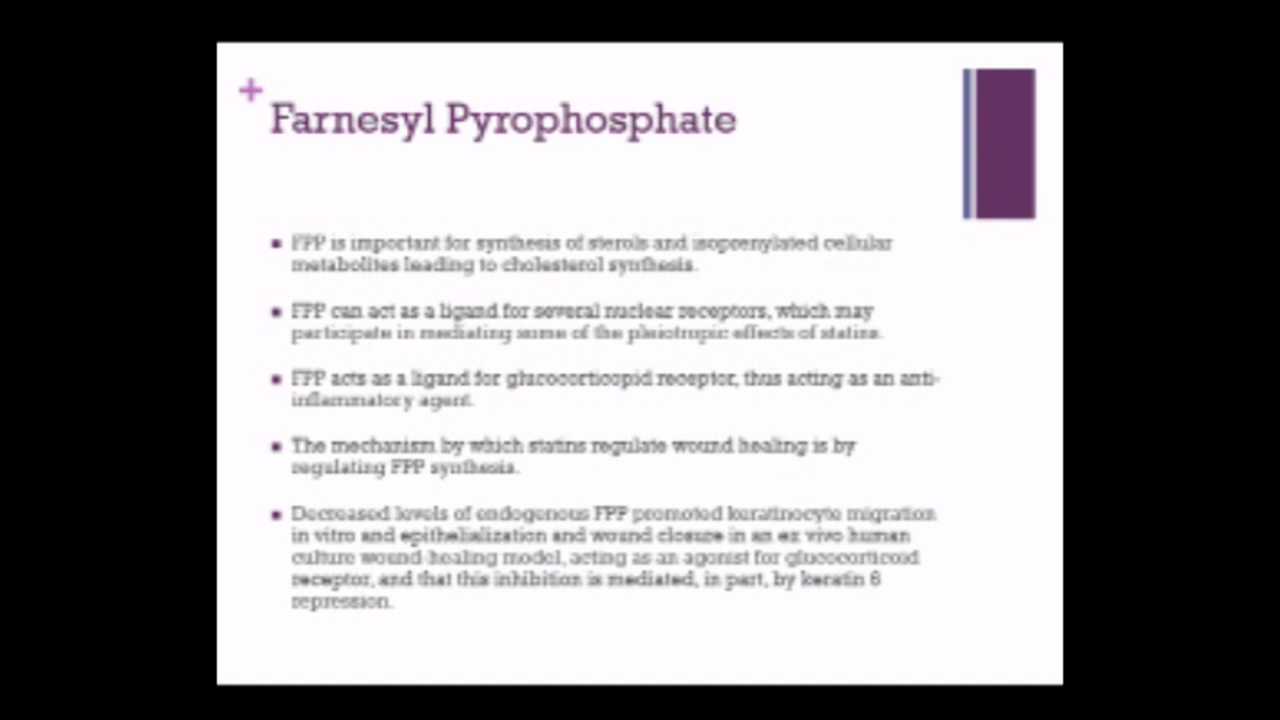 Farnesyl Pyrophosphate
FPP is important for synthesis of sterols and isoprenylated cellular
metabolites leading to cholesterol synthesis.
FPP can act as a ligand for several nuclear receptors, which may
participate in mediating some of the pleiotropic effects of statins.
FPP acts as a ligand for glucocorticopid receptor, thus acting as an anti-
inflammatory agent.
The mechanism by which statins regulate wound healing is by
regulating FPP synthesis.
Decreased levels of endogenous FPP promoted keratinocyte migration
in vitro and epithelialization and wound closure in an ex vivo human
culture wound-healing model, acting as an agonist for glucocorticoid
receptor, and that this inhibition is mediated, in part, by keratin 6
repression.